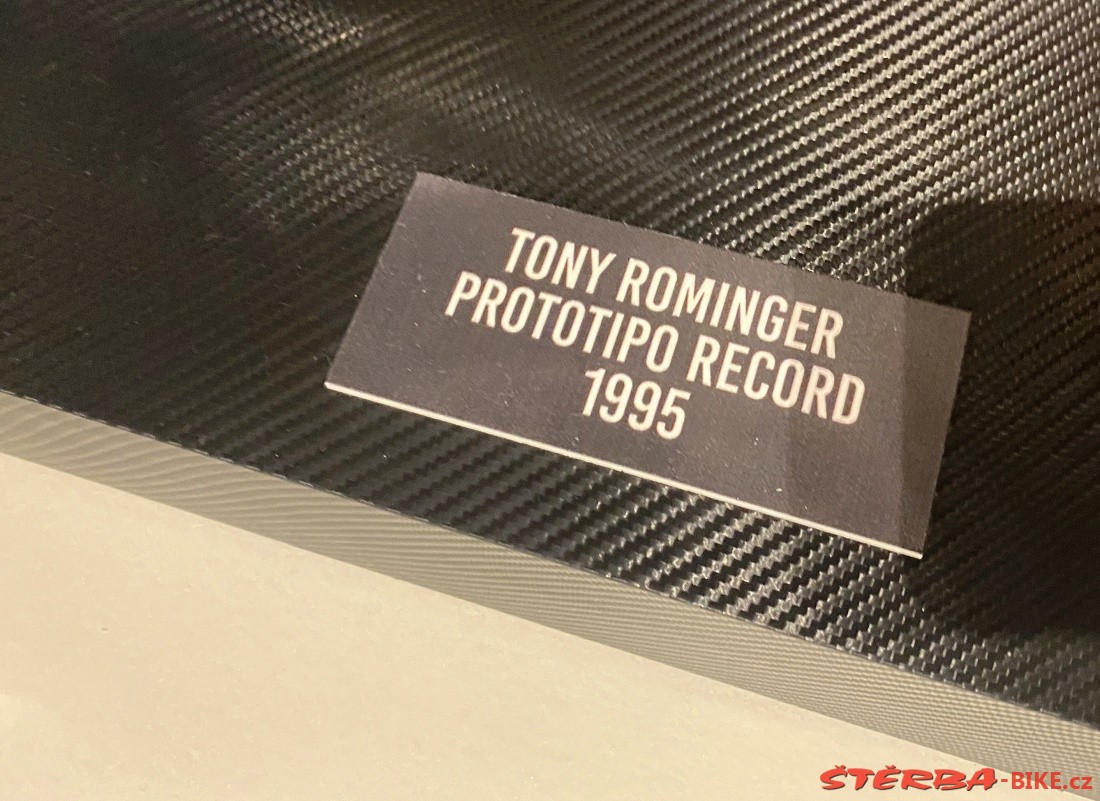 TONY ROMINGER
PROTOTIPO RECORD
1995
ŠTĚRBA-BIKE.cz